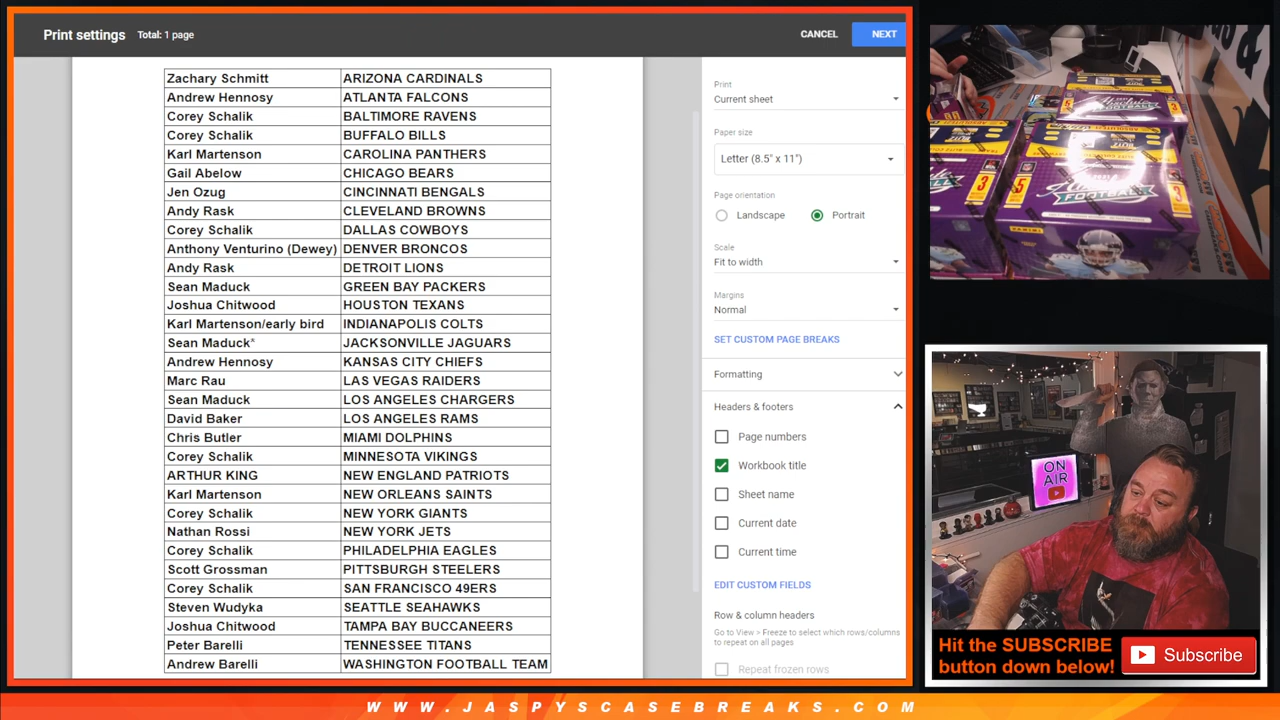 Print settings Total: 1 page CANCEL NEXT
Zachary Schmitt ARIZONA CARDINALS
Andrew Hennosy ATLANTA FALCONS
Corey Schalik BALTIMORE RAVENS
Corey Schalik BUFFALO BILLS
Karl Martenson CAROLINA PANTHERS
Gail Abelow CHICAGO BEARS
Jen Ozug CINCINNATI BENGALS
Andy Rask CLEVELAND BROWNS
Corey Schalik DALLAS COWBOYS
Anthony Venturino (Dewey) DENVER BRONCOS
Andy Rask DETROIT LIONS
Sean Maduck GREEN BAY PACKERS
Joshua Chitwood HOUSTON TEXANS
Karl Martenson/early bird INDIANAPOLIS COLTS
Sean Maduck* JACKSONVILLE JAGUARS
Andrew Hennosy KANSAS CITY CHIEFS
Marc Rau LAS VEGAS RAIDERS
Sean Maduck LOS ANGELES CHARGERS
David Baker LOS ANGELES RAMS
Chris Butler MIAMI DOLPHINS
Corey Schalik MINNESOTA VIKINGS
ARTHUR KING NEW ENGLAND PATRIOTS
Karl Martenson NEW ORLEANS SAINTS
Corey Schalik NEW YORK GIANTS
Nathan Rossi NEW YORK JETS
Corey Schalik PHILADELPHIA EAGLES
Scott Grossman PITTSBURGH STEELERS
Corey Schalik SAN FRANCISCO 49ERS
Steven Wudyka SEATTLE SEAHAWKS
Joshua Chitwood TAMPA BAY BUCCANEERS
Peter Barelli TENNESSEE TITANS
Andrew Barelli WASHINGTON FOOTBALL TEAM
Print
Current sheet
Paper size
Letter (8.5" x 11")
Page orientation
Landscape Portrait
Scale
Fit to width
Margins
Normal
SET CUSTOM PAGE BREAKS
Formatting
Headers & footers
Page numbers
Workbook title
Sheet name
Current date
Current time
EDIT CUSTOM FIELDS
Row & column headers
Go to View > Freeze to select which rows/columns
to repeat on all pages
Repeat frozen rows
FOOTBALL
ON
AIR
Hit the SUBSCRIBE
button down below!
Subscribe
WWW.JASPYSCASEBREAKS.COM